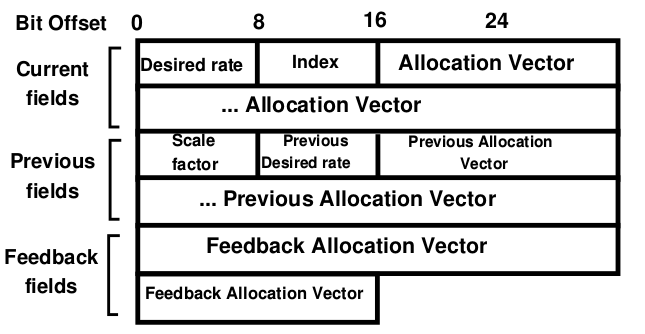 Bit Offset 0 8 16 24
Current fields
Desired rate Index Allocation Vector
... Allocation Vector
Previous fields
Scale factor
Previous Desired rate
Previous Allocation Vector
... Previous Allocation Vector
Feedback fields
Feedback Allocation Vector
Feedback Allocation Vector